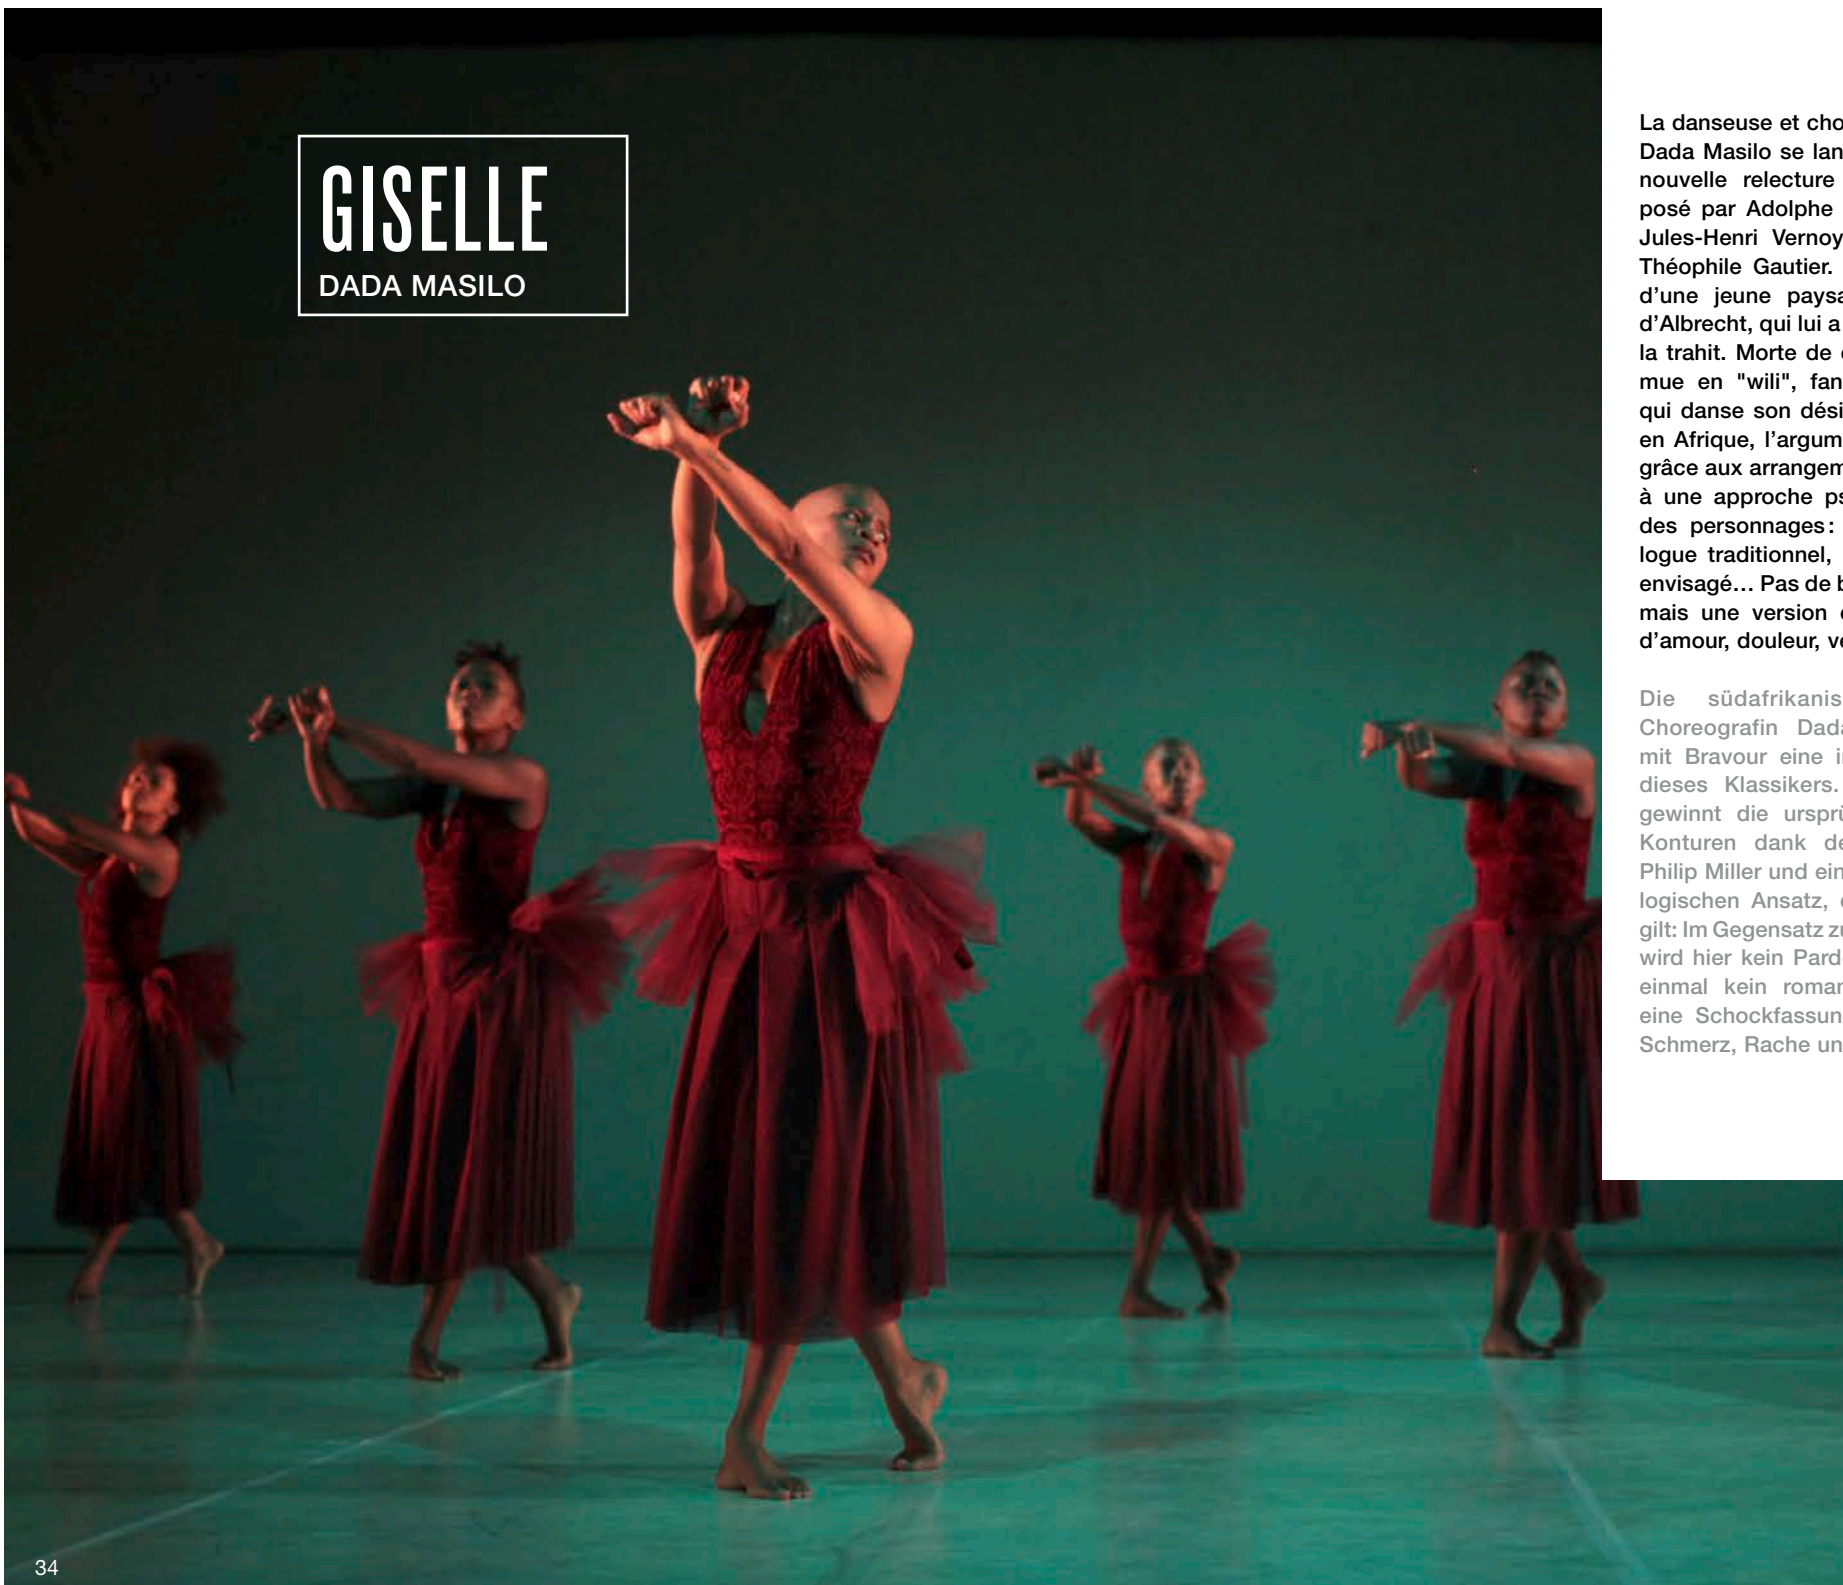 GISELLE
DADA MASILO
La danseuse et cho
Dada Masilo se lan
nouvelle relecture
posé par Adolphe
Jules-Henri Vernoy
Théophile Gautier.
d’une jeune paysa
d’Albrecht, qui lui a
la trahit. Morte de
mue en "wili", fan
qui danse son dési
en Afrique, l’argum
grâce aux arrangem
à une approche ps
des personnages :
logue traditionnel,
envisagé… Pas de b
mais une version
d’amour, douleur, ve
Die südafrikanis
Choreografin Dada
mit Bravour eine i
dieses Klassikers.
gewinnt die ursprü
Konturen dank de
Philip Miller und ein
logischen Ansatz,
gilt: Im Gegensatz zu
wird hier kein Pard
einmal kein roman
eine Schockfassun
Schmerz, Rache un
34